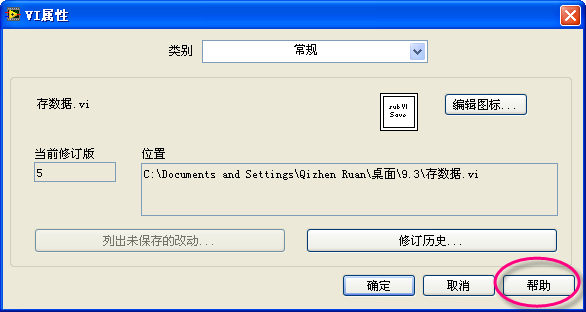 VI属性
类别 常规
存数据.vi
subVI
Save
编辑图标...
当前修订版
位置
5
C:\Documents and Settings\Qizhen Ruan\桌面\9.3\存数据.vi
列出未保存的改动...
修订历史...
确定 取消 帮助